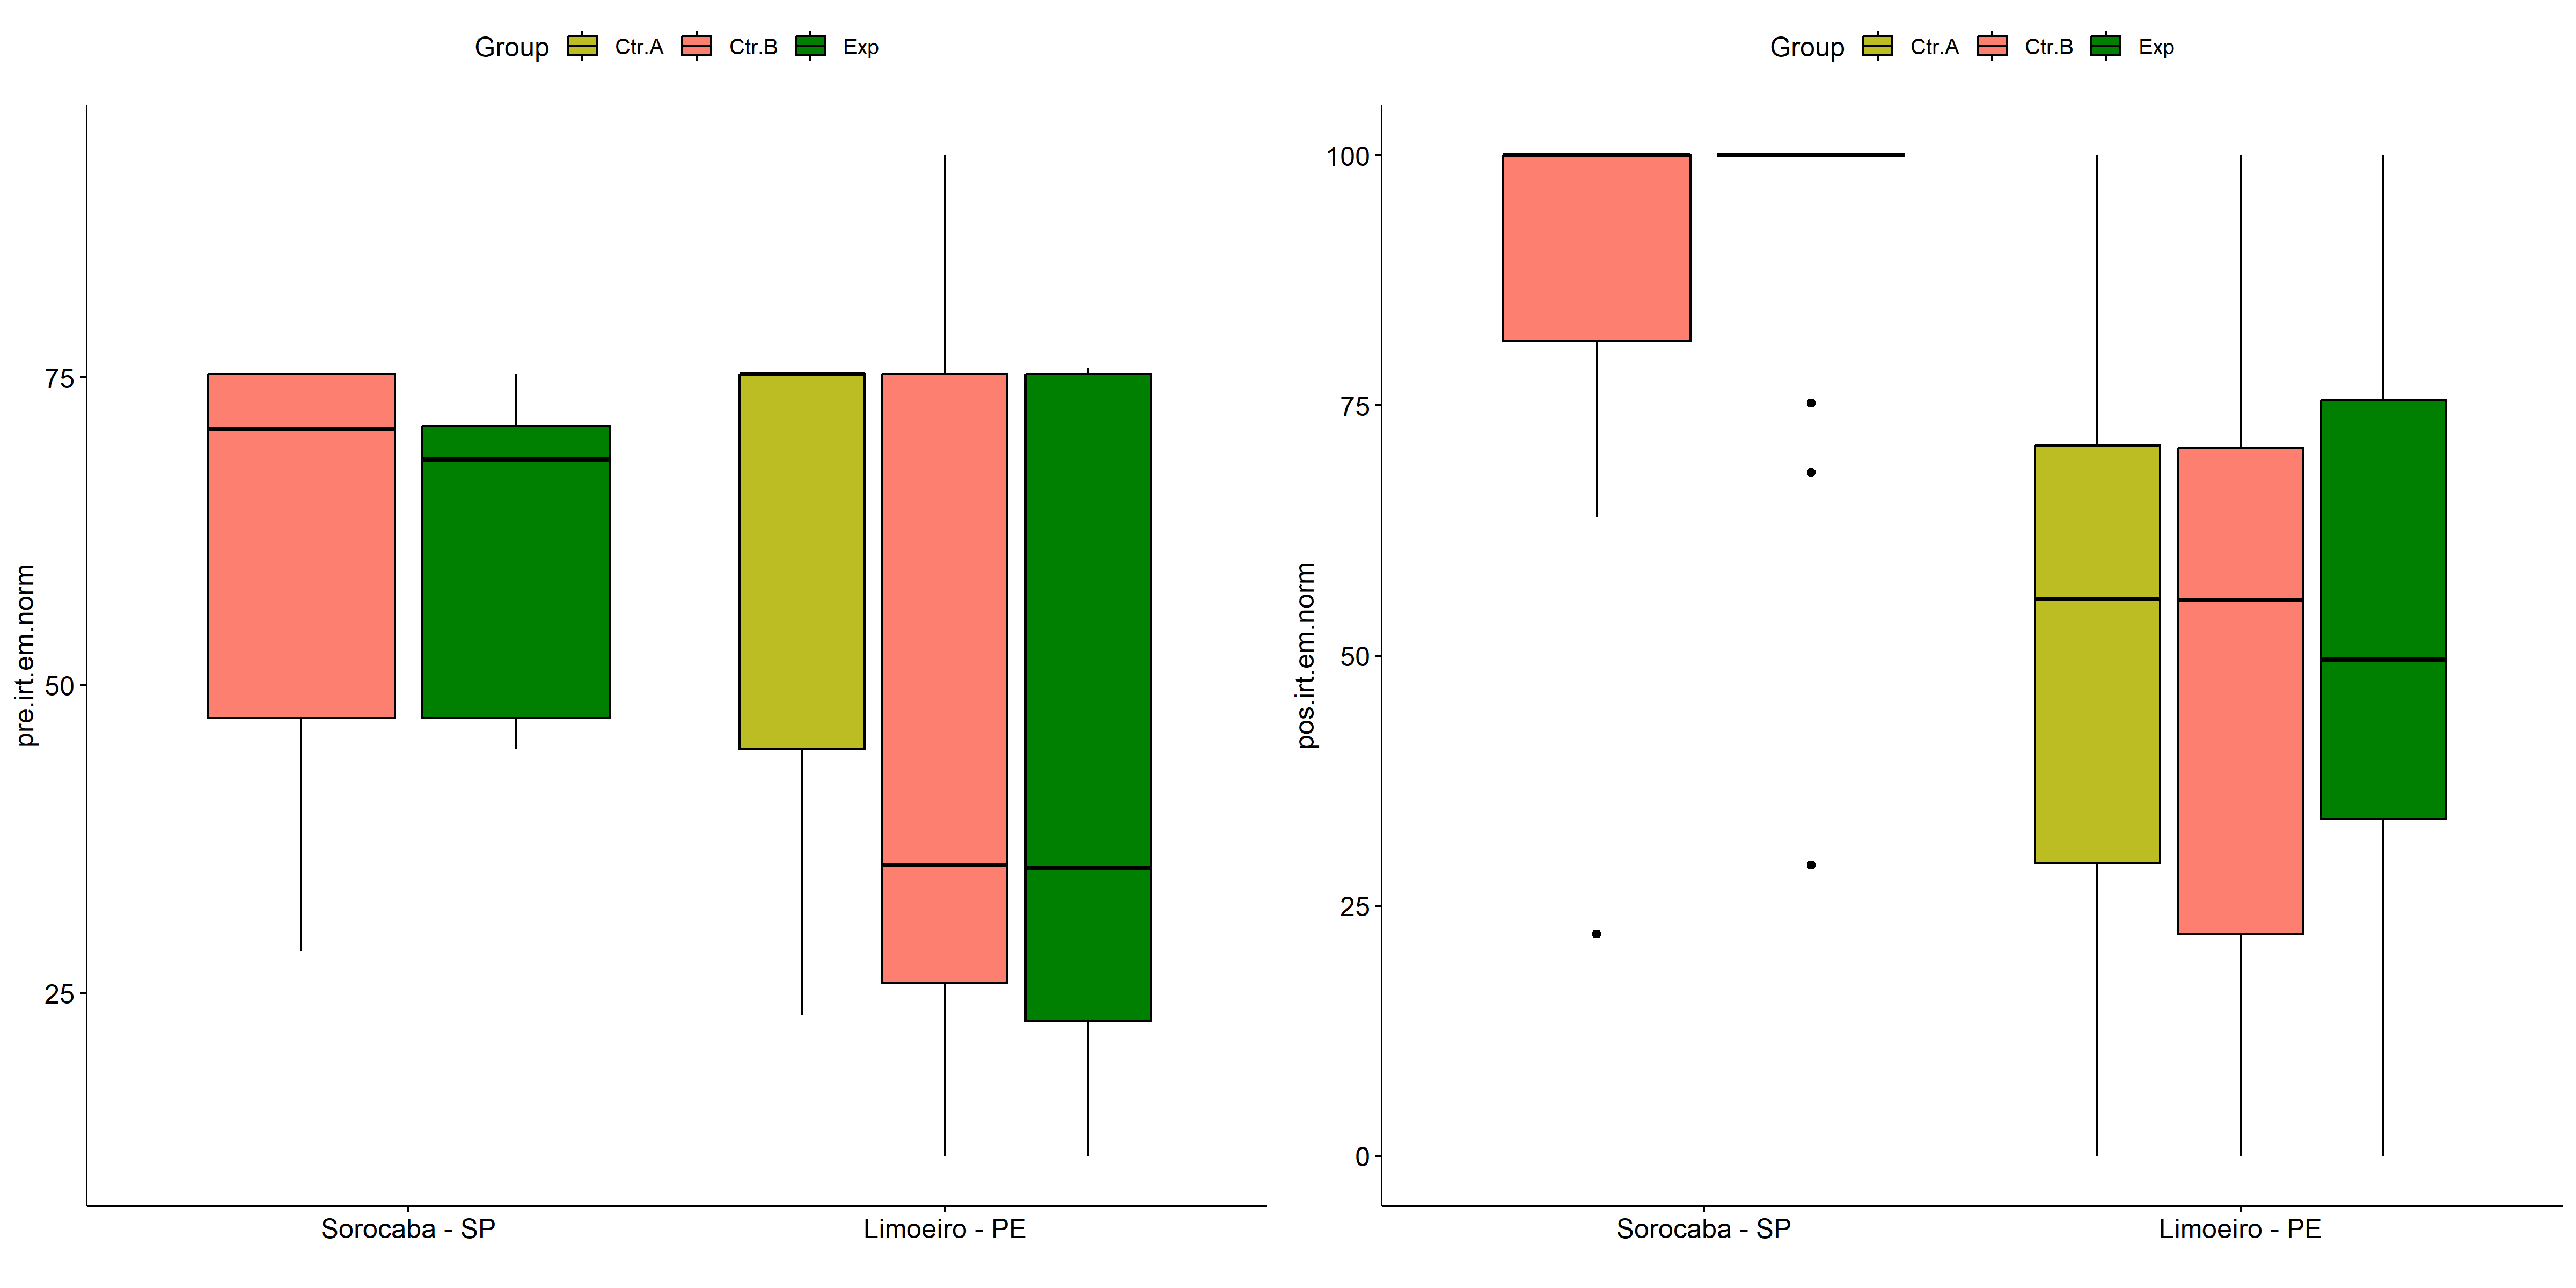 Group Ctr.A Ctr.B Exp
pre.irt.em.norm
75
50
25
Sorocaba - SP Limoeiro - PE
Group Ctr.A Ctr.B Exp
pos.irt.em.norm
100
75
50
25
0
Sorocaba - SP Limoeiro - PE